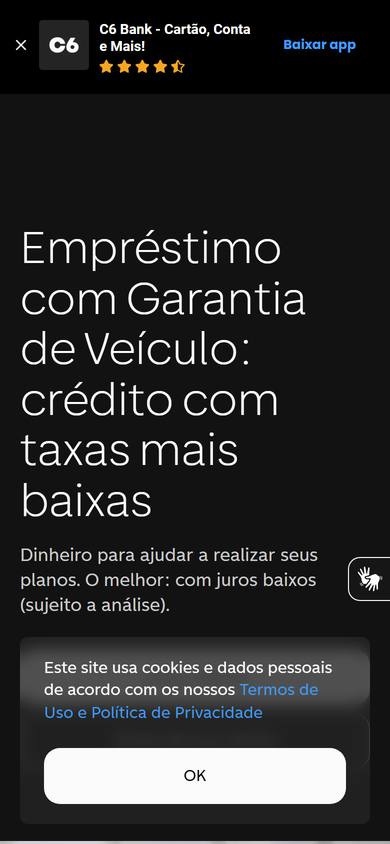 C6 Bank - Cartão, Conta
e Mais!
C6
Baixar app
Empréstimo
com Garantia
de Veículo:
crédito com
taxas mais
baixas
Dinheiro para ajudar a realizar seus
planos. O melhor: com juros baixos
(sujeito a análise).
Este site usa cookies e dados pessoais
de acordo com os nossos Termos de
Uso e Política de Privacidade
OK